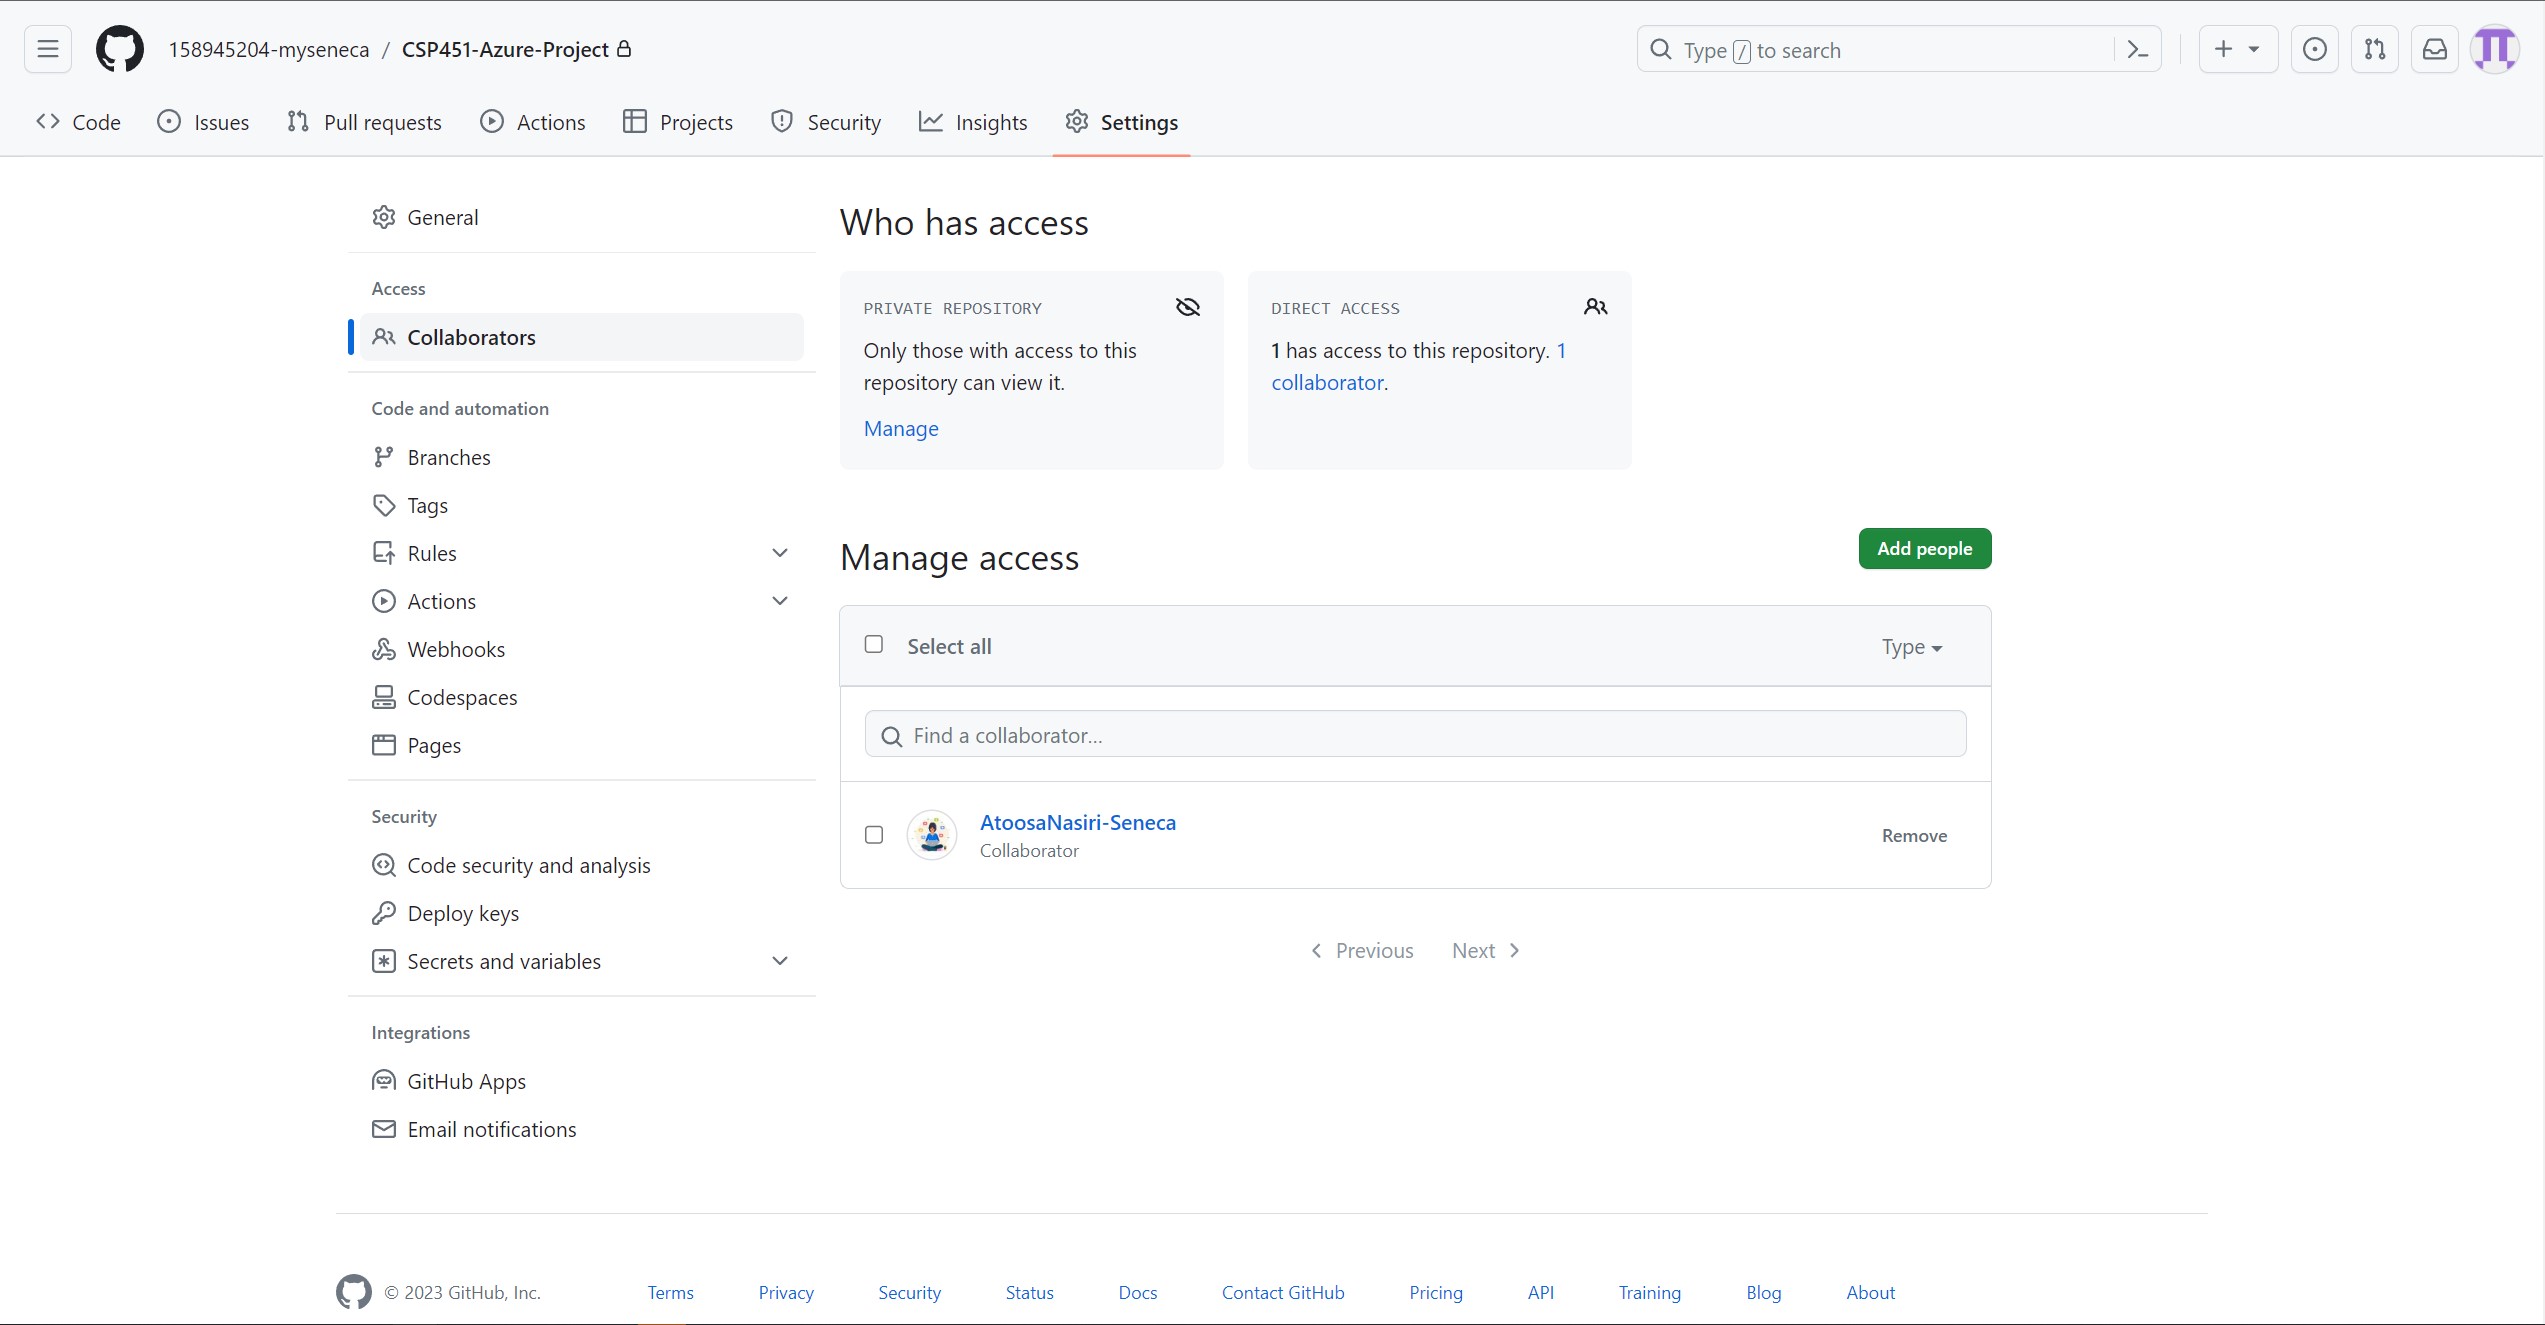 158945204-myseneca / CSP451-Azure-Project
Type / to search
Code
Issues
Pull requests
Actions
Projects
Security
Insights
Settings
General
Access
Collaborators
Code and automation
Branches
Tags
Rules
Actions
Webhooks
Codespaces
Pages
Security
Code security and analysis
Deploy keys
Secrets and variables
Integrations
GitHub Apps
Email notifications
Who has access
PRIVATE REPOSITORY
Only those with access to this
repository can view it.
Manage
DIRECT ACCESS
1 has access to this repository. 1
collaborator.
Manage access
Add people
Select all
Type
Find a collaborator...
AtoosaNasiri-Seneca
Collaborator
Remove
Previous
Next
© 2023 GitHub, Inc.
Terms
Privacy
Security
Status
Docs
Contact GitHub
Pricing
API
Training
Blog
About